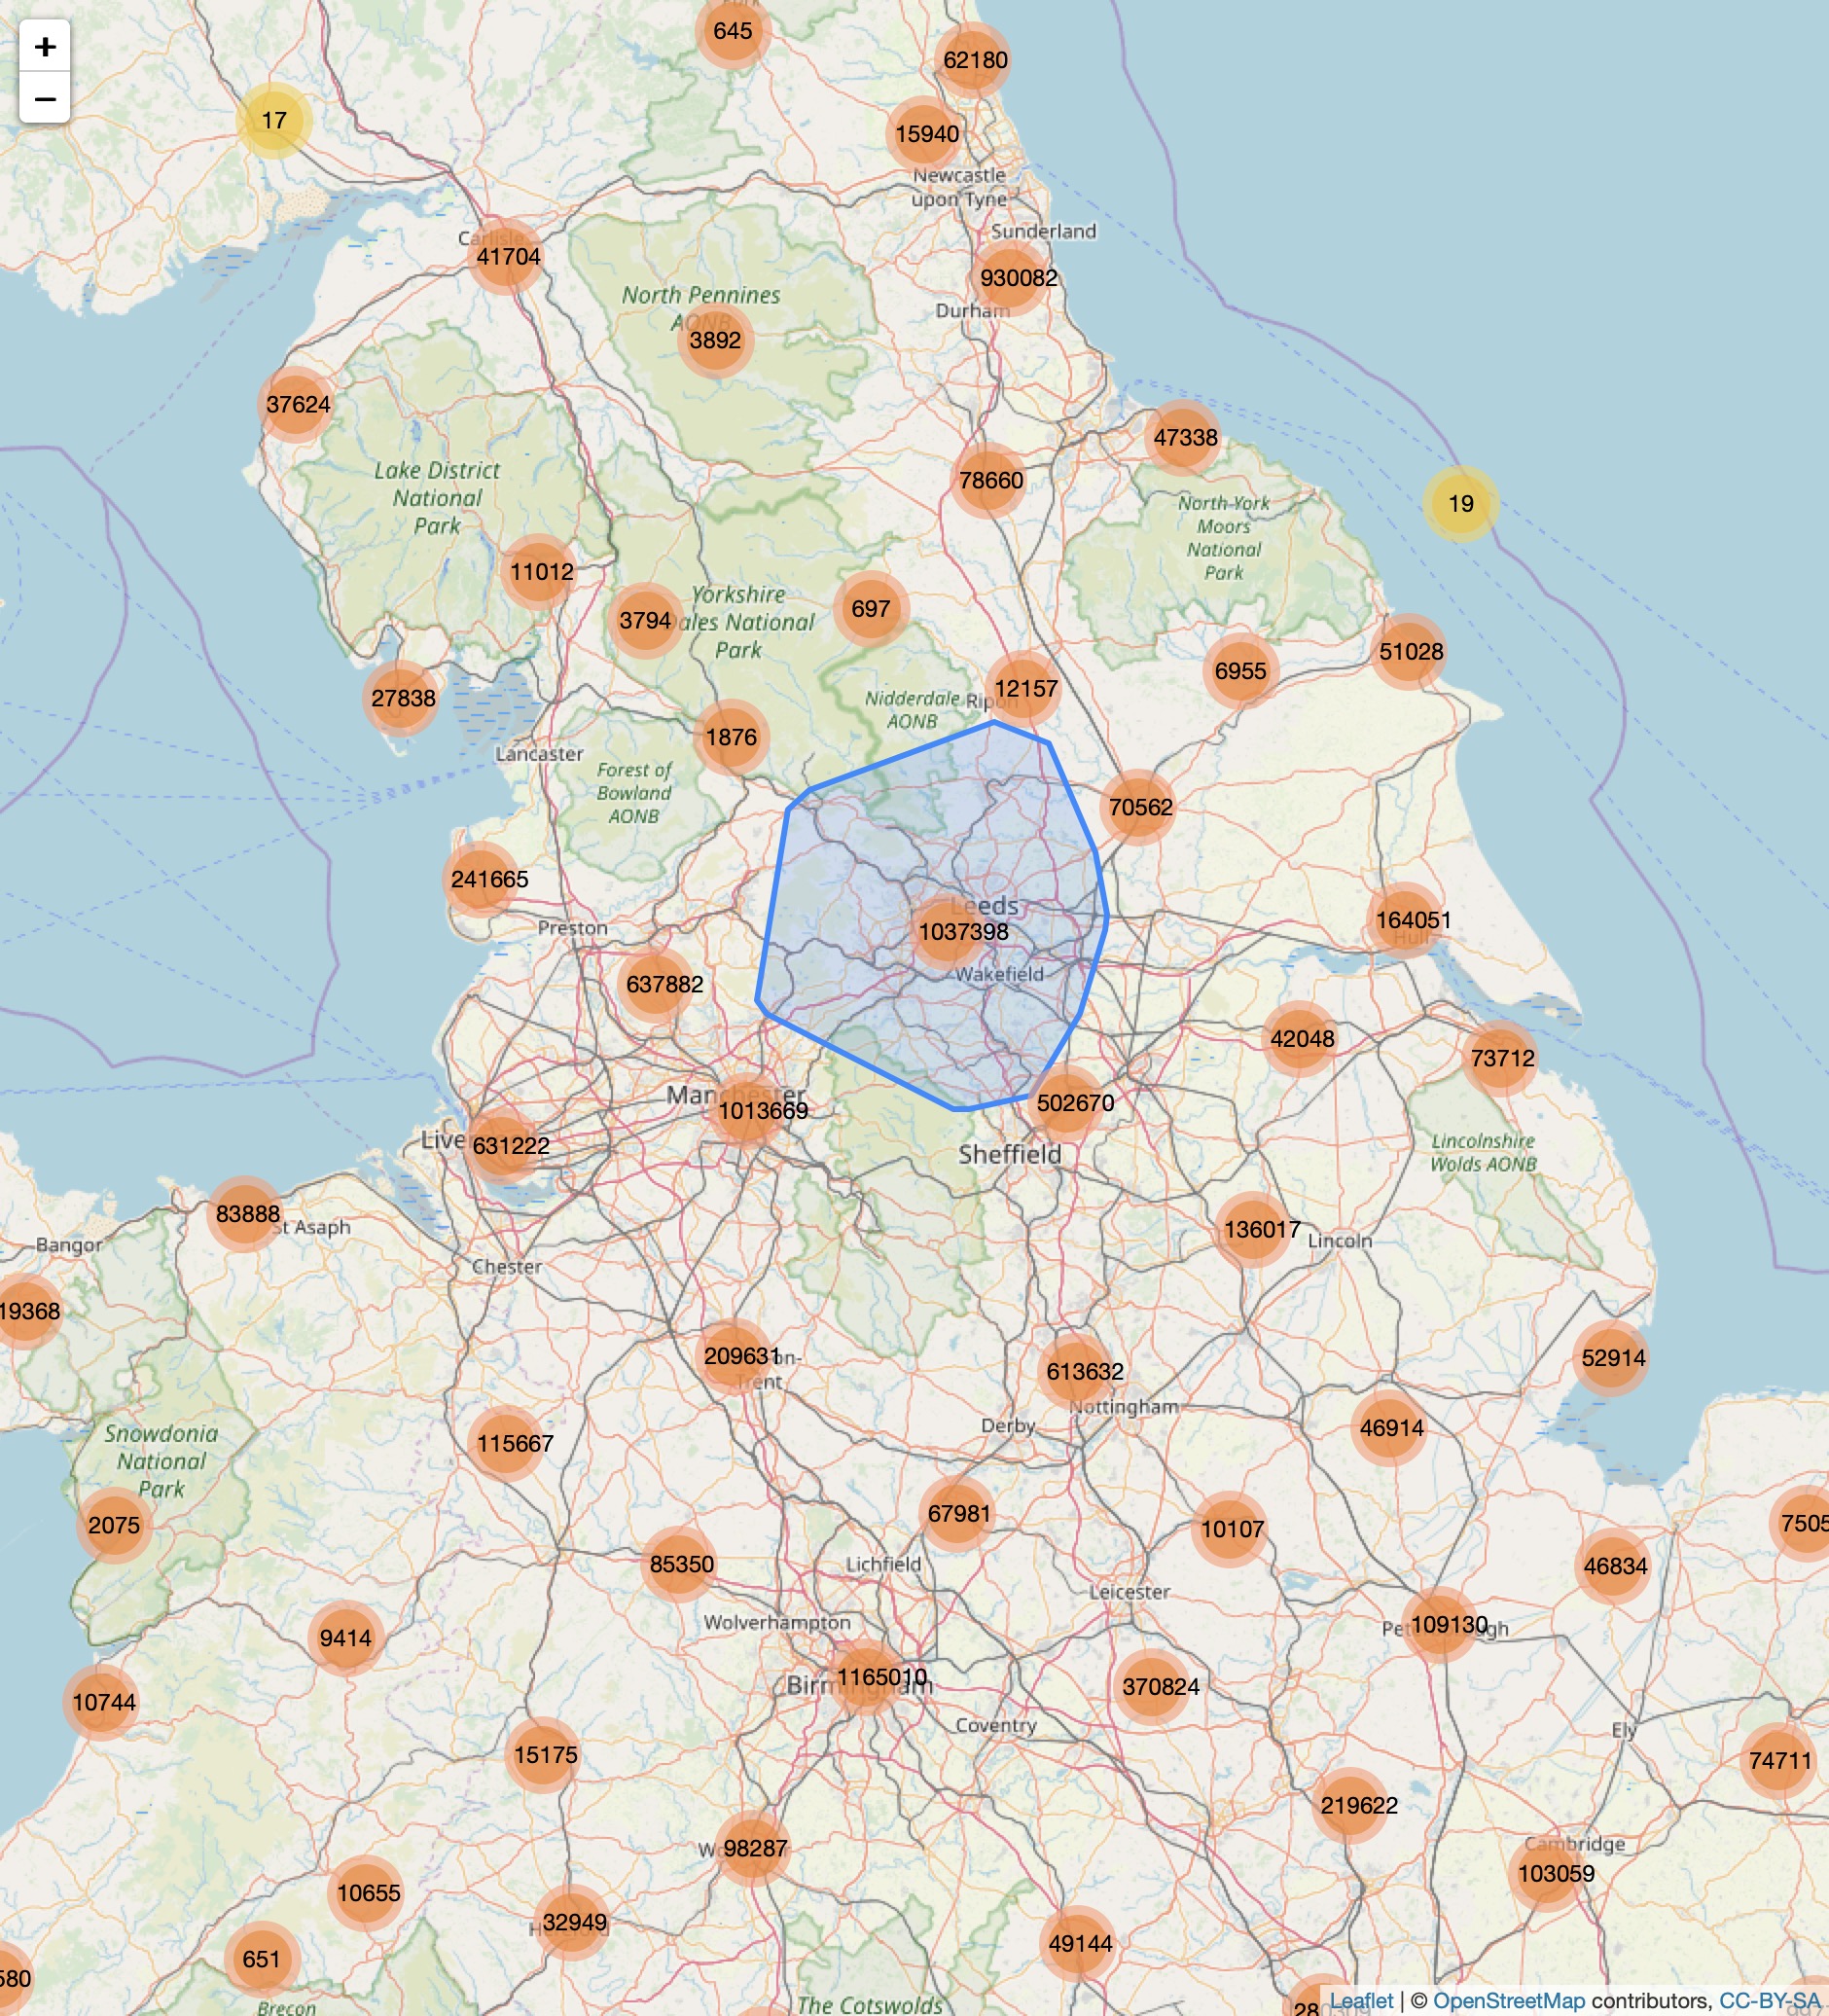 +
645
62180
−
17
15940
Newcastle
upon Tyne
Sunderland
Carlisle
41704
930082
North Pennines
AONB
Durham
3892
37624
47338
Lake District
National
Park
78660
19
North York
Moors
National
Park
11012
Yorkshire
Dales National
Park
697
3794
51028
6955
27838
12157
Nidderdale
AONB
Ripon
1876
Lancaster
Forest of
Bowland
AONB
70562
241665
Leeds
164051
Hull
Preston
1037398
Wakefield
637882
42048
73712
Manchester
1013669
502670
Live
631222
Lincolnshire
Wolds AONB
Sheffield
83888
St Asaph
136017
Lincoln
Bangor
Chester
19368
209631
on-
Trent
613632
52914
Nottingham
Derby
46914
Snowdonia
National
Park
115667
2075
67981
10107
7505
85350
Lichfield
46834
Leicester
Wolverhampton
109130
9414
1165010
Birmingham
370824
10744
Coventry
Ely
15175
74711
219622
98287
Cambridge
103059
10655
32949
Hereford
49144
651
580
Brecon
The Cotswolds
Leaflet | © OpenStreetMap contributors, CC-BY-SA